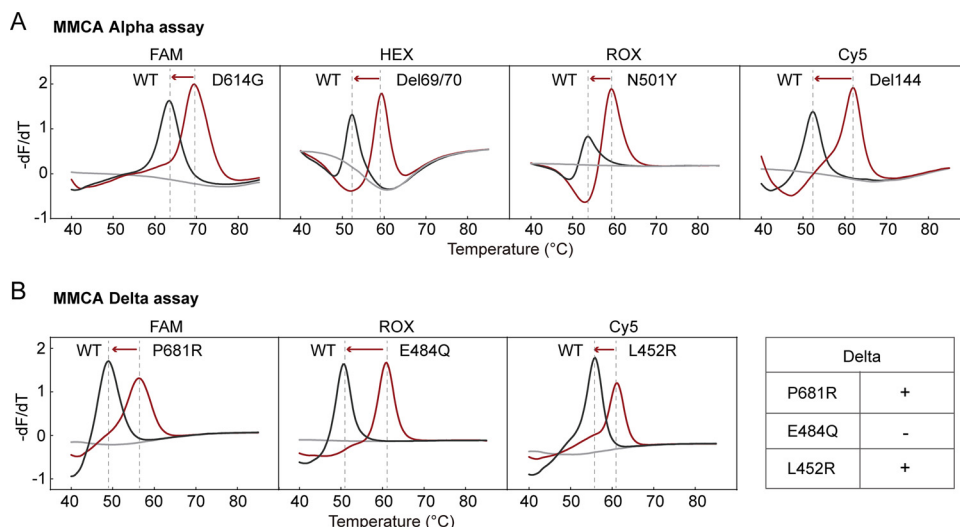 A MMCA Alpha assay
FAM HEX ROX Cy5
WT D614G WT Del69/70 WT N501Y WT Del144
-dF/dT
2
1
0
-1
40 50 60 70 80 40 50 60 70 80 40 50 60 70 80 40 50 60 70 80
Temperature (°C)
B MMCA Delta assay
FAM ROX Cy5
WT P681R WT E484Q WT L452R
-dF/dT
2
1
0
-1
40 50 60 70 80 40 50 60 70 80 40 50 60 70 80
Temperature (°C)
Delta
P681R +
E484Q -
L452R +